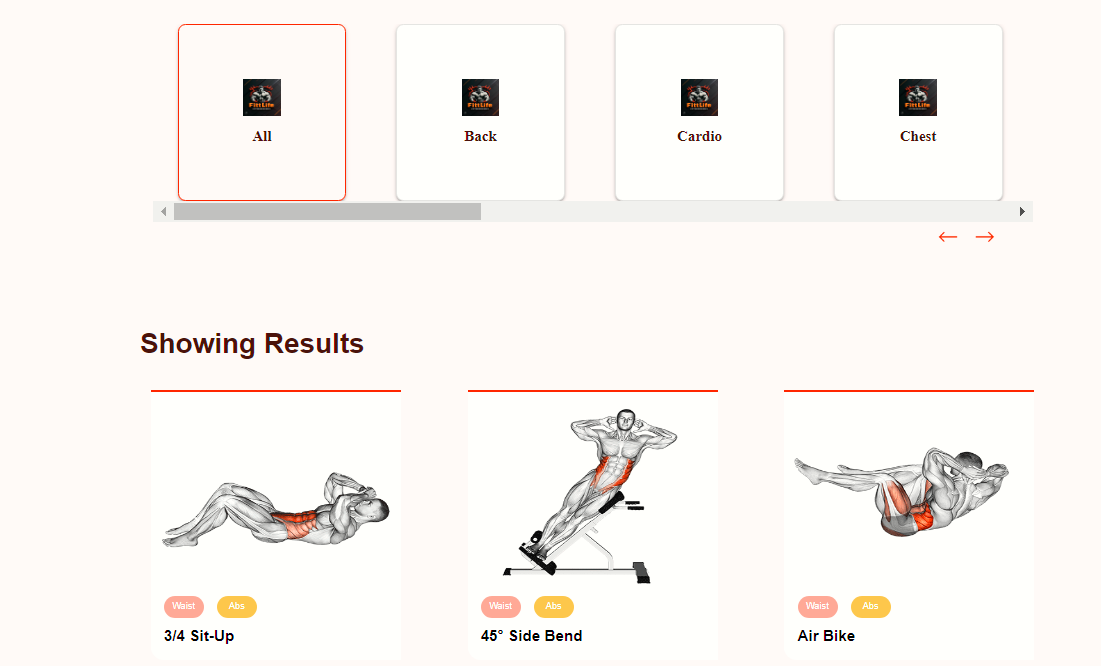 FittLife
FittLife
FittLife
FittLife
All
Back
Cardio
Chest
Showing Results
Waist
Abs
Waist
Abs
Waist
Abs
3/4 Sit-Up
45° Side Bend
Air Bike